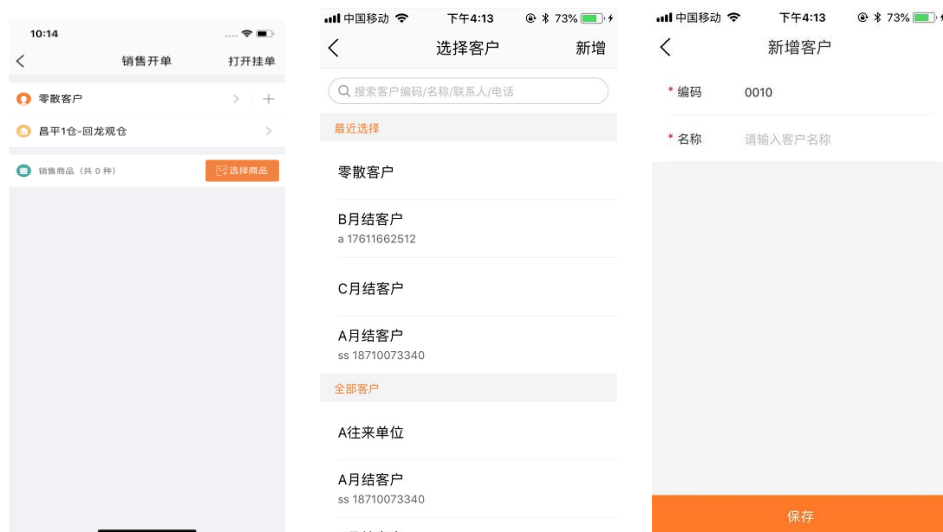 10:14
销售开单
打开挂单
零散客户
昌平1仓-回龙观仓
销售商品（共 0 种）
选择商品
中国移动
下午4:13
73%
选择客户
新增
搜索客户编码/名称/联系人/电话
最近选择
零散客户
B月结客户
a 17611662512
C月结客户
A月结客户
ss 18710073340
全部客户
A往来单位
A月结客户
ss 18710073340
中国移动
下午4:13
73%
新增客户
* 编码 0010
* 名称 请输入客户名称
保存